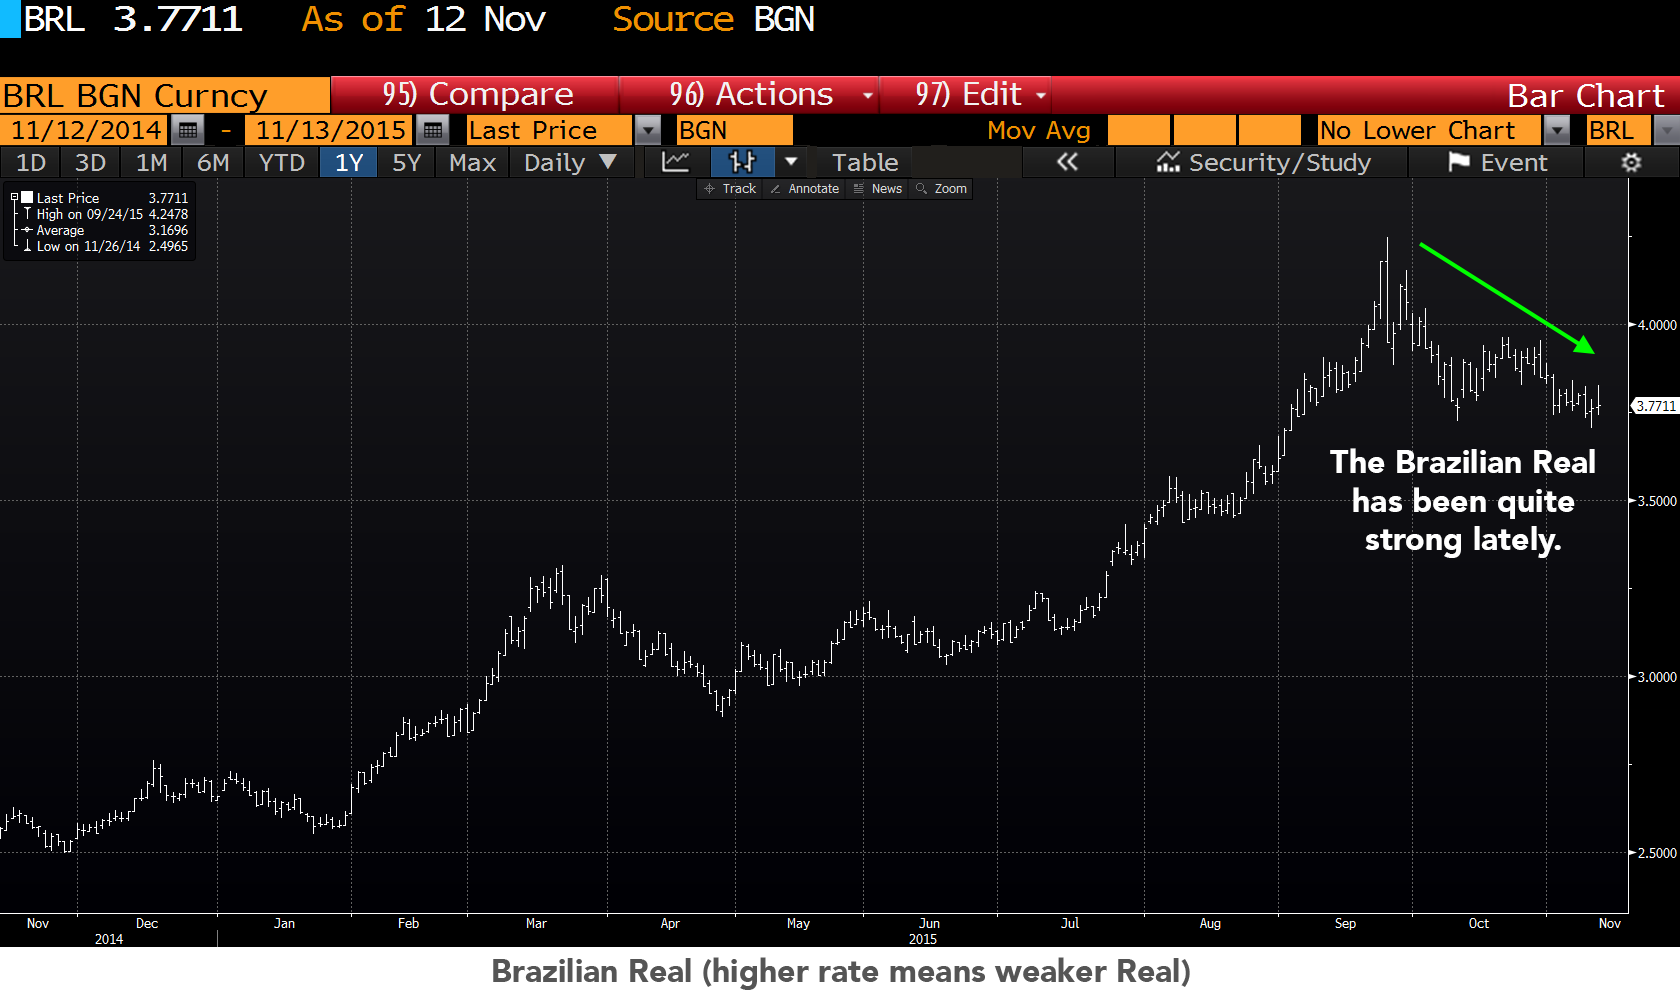 BRL 3.7711 As of 12 Nov Source BGN
BRL BGN Curncy 95) Compare 96) Actions 97) Edit Bar Chart
11/12/2014 - 11/13/2015 Last Price BGN Mov Avg No Lower Chart BRL
1D 3D 1M 6M YTD 1Y 5Y Max Daily ▼ Table « Security/Study Event
Track Annotate News Zoom
Last Price 3.7711
High on 09/24/15 4.2478
Average 3.1696
Low on 11/26/14 2.4965
4.0000
3.7711
The Brazilian Real
has been quite
strong lately.
3.5000
3.0000
2.5000
Nov Dec Jan Feb Mar Apr May Jun Jul Aug Sep Oct Nov
2014 2015
Brazilian Real (higher rate means weaker Real)